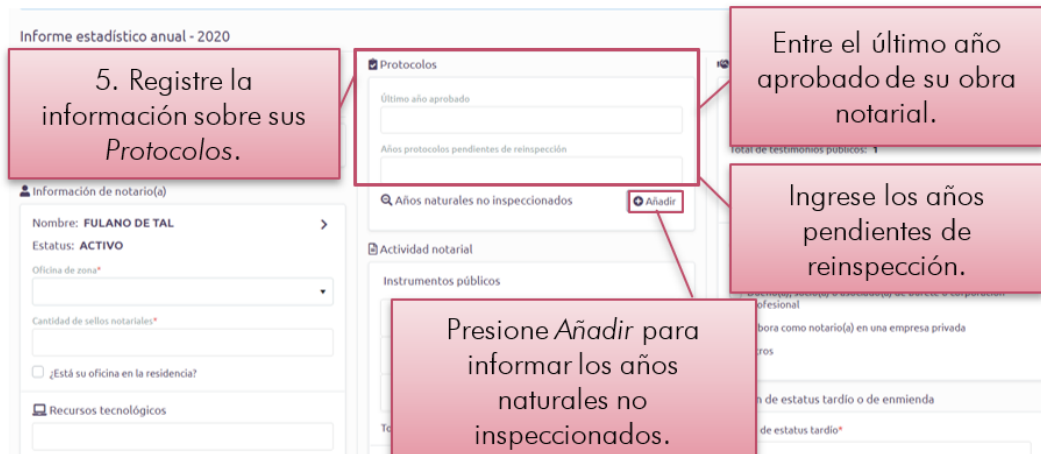 Informe estadístico anual - 2020
5. Registre la
información sobre sus
Protocolos.
Información de notario(a)
Nombre: FULANO DE TAL
Estatus: ACTIVO
Oficina de zona*
Cantidad de sellos notariales*
¿Está su oficina en la residencia?
Recursos tecnológicos
Protocolos
Último año aprobado
Años protocolos pendientes de reinspección
Años naturales no inspeccionados
Añadir
Actividad notarial
Instrumentos públicos
Presione Añadir para
informar los años
naturales no
inspeccionados.
Entre el último año
aprobado de su obra
notarial.
Total de testimonios públicos: 1
Ingrese los años
pendientes de
reinspección.
en una empresa privada
de estatus tardío o de enmienda
de estatus tardío*